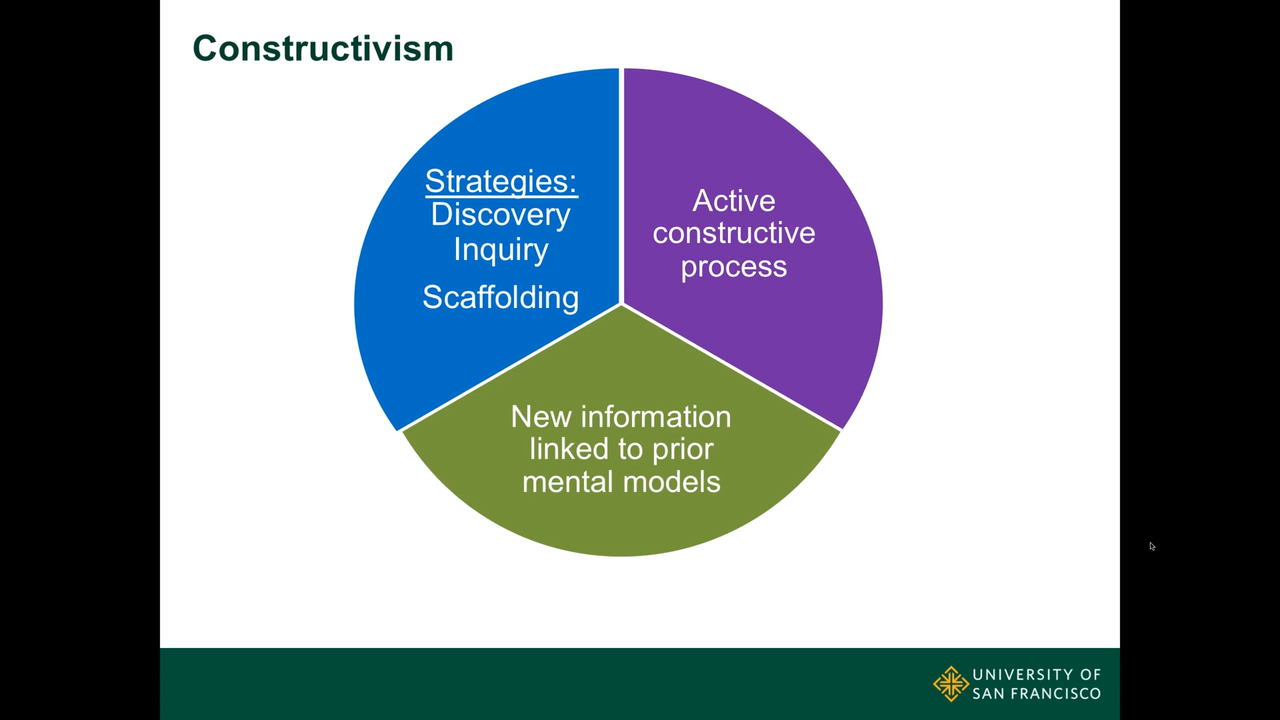 Constructivism
Strategies:
Discovery
Inquiry
Scaffolding
Active
constructive
process
New information
linked to prior
mental models
UNIVERSITY OF
SAN FRANCISCO